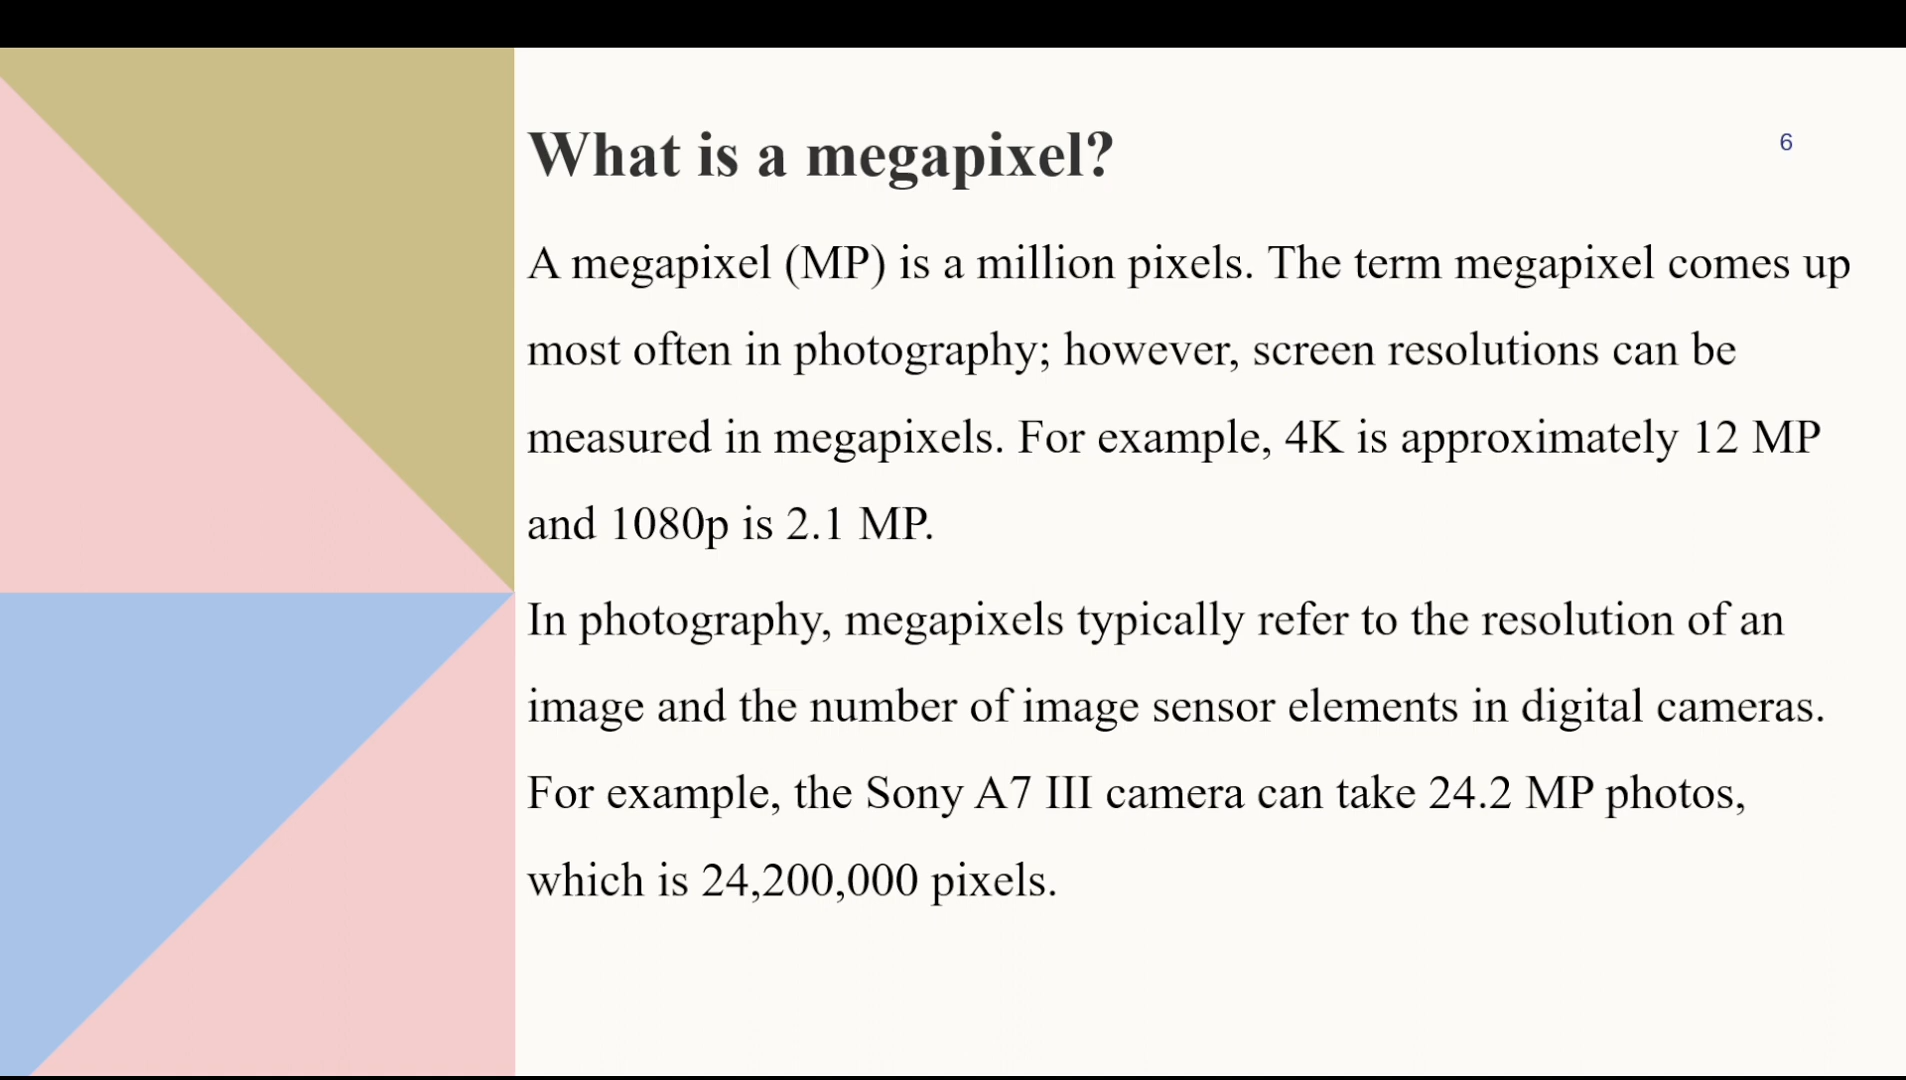 What is a megapixel?
6
A megapixel (MP) is a million pixels. The term megapixel comes up
most often in photography; however, screen resolutions can be
measured in megapixels. For example, 4K is approximately 12 MP
and 1080p is 2.1 MP.
In photography, megapixels typically refer to the resolution of an
image and the number of image sensor elements in digital cameras.
For example, the Sony A7 III camera can take 24.2 MP photos,
which is 24,200,000 pixels.